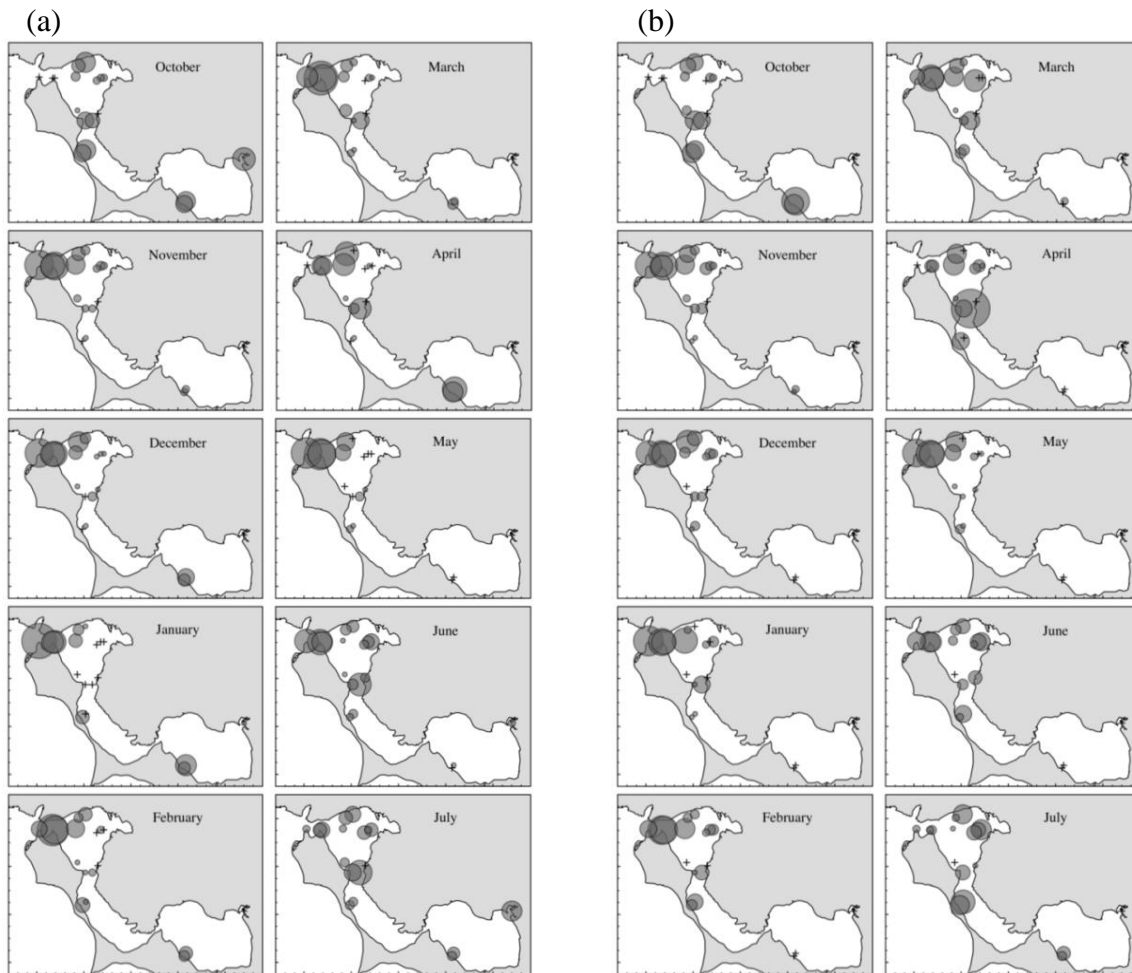 (a) (b)
October March October March
November April November April
December May December May
January June January June
February July February July